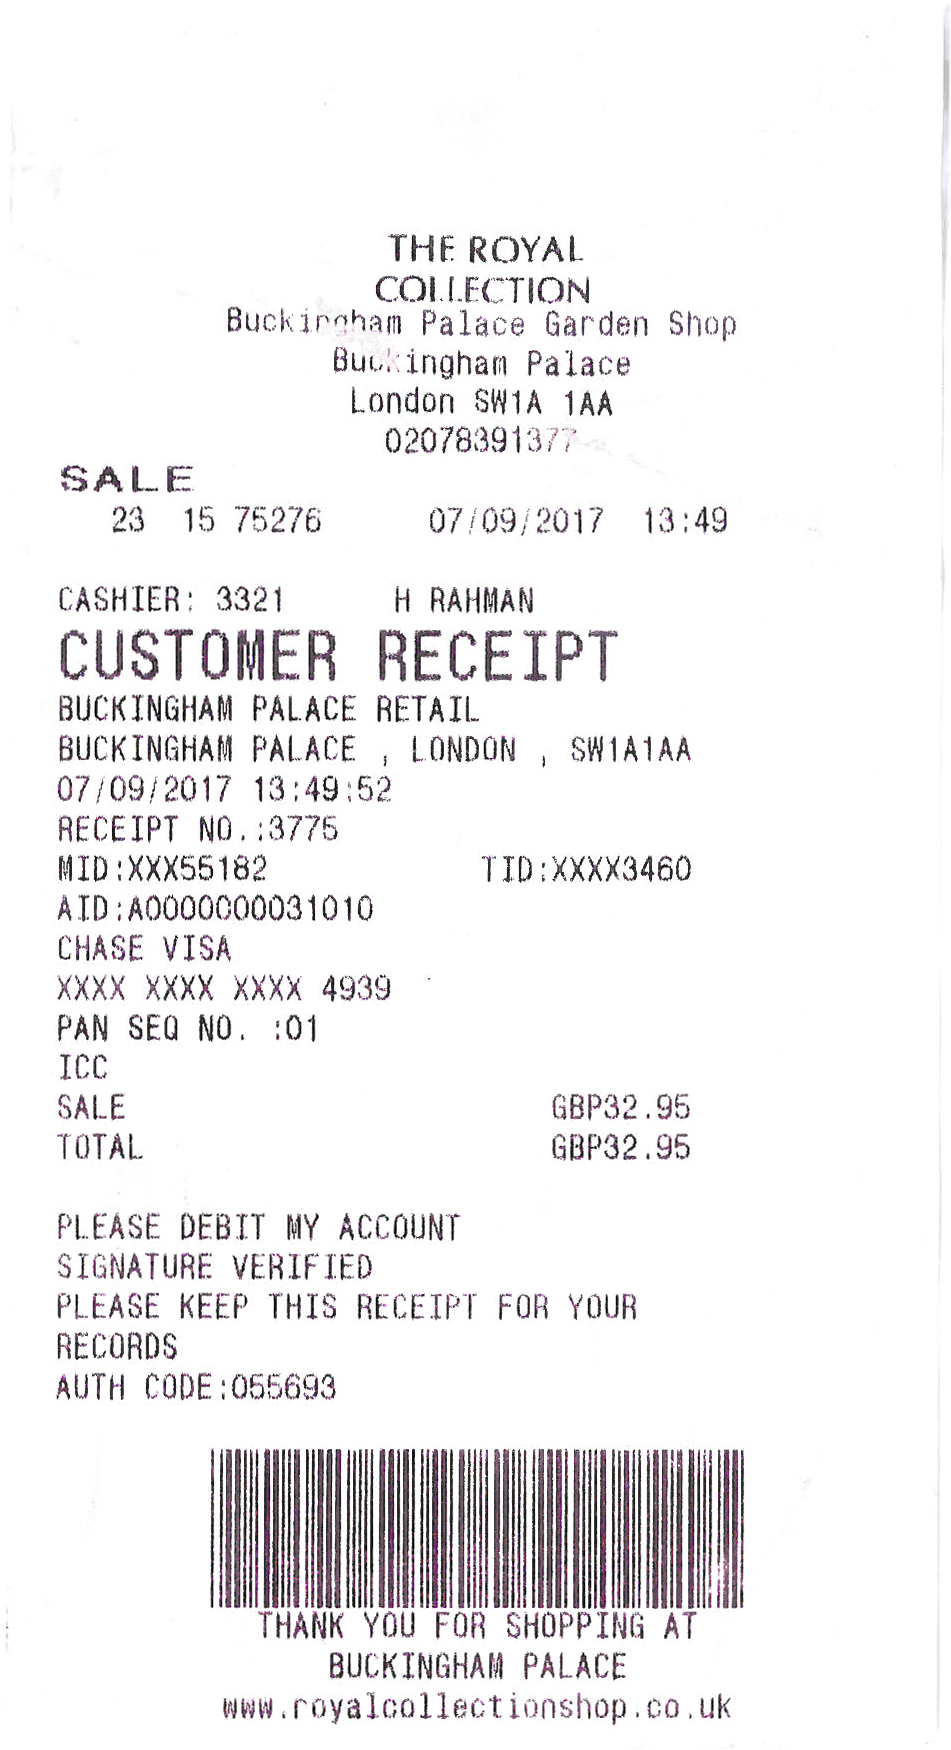 THE ROYAL
COLLECTION
Buckingham Palace Garden Shop
Buckingham Palace
London SW1A 1AA
02078391377
SALE
23 15 75276 07/09/2017 13:49
CASHIER: 3321 H RAHMAN
CUSTOMER RECEIPT
BUCKINGHAM PALACE RETAIL
BUCKINGHAM PALACE , LONDON , SW1A1AA
07/09/2017 13:49:52
RECEIPT NO.:3775
MID:XXX55182 TID:XXXX3460
AID:A0000000031010
CHASE VISA
XXXX XXXX XXXX 4939
PAN SEQ NO. :01
ICC
SALE GBP32.95
TOTAL GBP32.95
PLEASE DEBIT MY ACCOUNT
SIGNATURE VERIFIED
PLEASE KEEP THIS RECEIPT FOR YOUR
RECORDS
AUTH CODE:055693
THANK YOU FOR SHOPPING AT
BUCKINGHAM PALACE
www.royalcollectionshop.co.uk